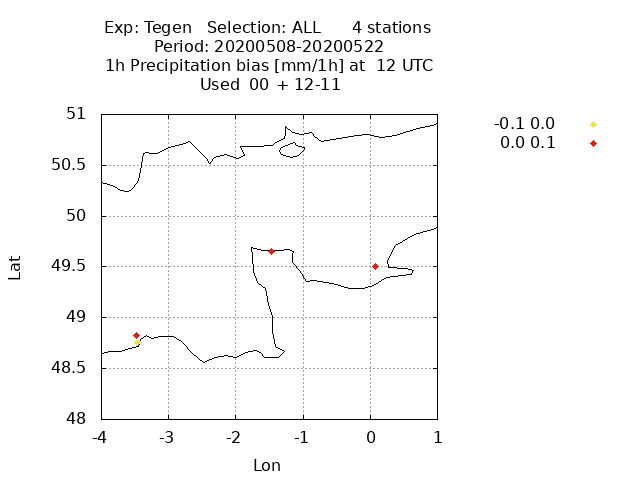 Exp: Tegen   Selection: ALL      4 stations
Period: 20200508-20200522
1h Precipitation bias [mm/1h] at  12 UTC
Used  00 + 12-11
-0.1 0.0
0.0 0.1
51
50.5
50
49.5
49
48.5
48
Lat
-4 -3 -2 -1 0 1
Lon